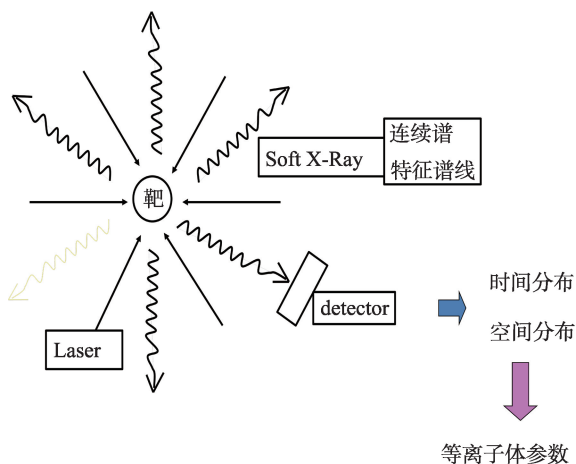 连续谱
Soft X-Ray
特征谱线
靶
时间分布
detector
空间分布
Laser
等离子体参数